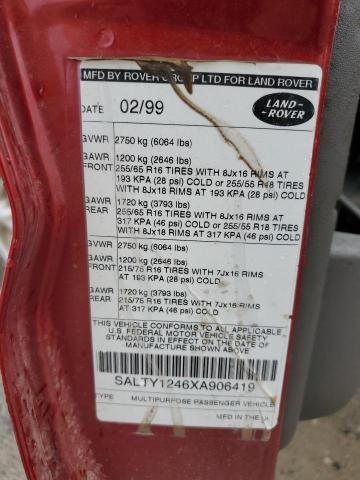 MFD BY ROVER GROUP LTD FOR LAND ROVER
DATE 02/99
LAND-
ROVER
GVWR 2750 kg (6064 lbs)
GAWR 1200 kg (2646 lbs)
FRONT 255/65 R16 TIRES WITH 8Jx16 RIMS AT
193 KPA (28 psi) COLD or 255/55 R18 TIRES
WITH 8Jx18 RIMS AT 193 KPA (28 psi) COLD
GAWR 1720 kg (3793 lbs)
REAR 255/65 R16 TIRES WITH 8Jx16 RIMS AT
317 KPA (46 psi) COLD or 255/55 R18 TIRES
WITH 8Jx18 RIMS AT 317 KPA (46 psi) COLD
GVWR 2750 kg (6064 lbs)
GAWR 1200 kg (2646 lbs)
FRONT 215/75 R16 TIRES WITH 7Jx16 RIMS
AT 193 KPA (28 psi) COLD
GAWR 1720 kg (3793 lbs)
REAR 215/75 R16 TIRES WITH 7Jx16 RIMS
AT 317 KPA (46 psi) COLD
THIS VEHICLE CONFORMS TO ALL APPLICABLE
U.S. FEDERAL MOTOR VEHICLE SAFETY
STANDARDS IN EFFECT ON THE DATE OF
MANUFACTURE SHOWN ABOVE
SALTY1246XA906419
TYPE MULTIPURPOSE PASSENGER VEHICLE
MFD IN THE